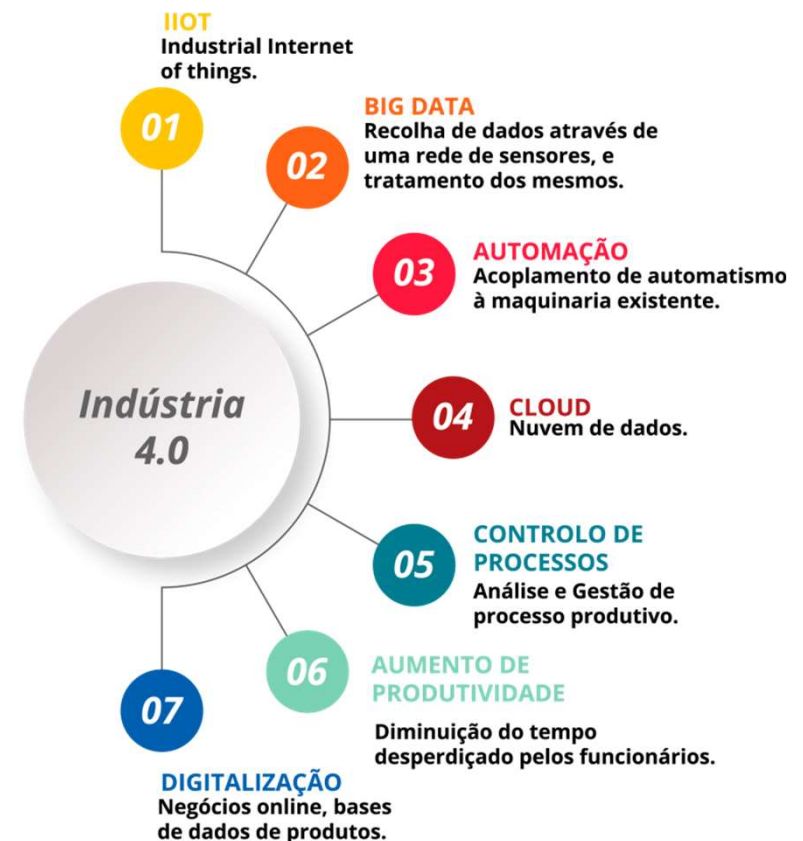 IIOT
Industrial Internet
of things.
01
BIG DATA
Recolha de dados através de
uma rede de sensores, e
tratamento dos mesmos.
02
AUTOMAÇÃO
Acoplamento de automatismo
à maquinaria existente.
03
Indústria
4.0
CLOUD
Nuvem de dados.
04
CONTROLO DE
PROCESSOS
Análise e Gestão de
processo produtivo.
05
AUMENTO DE
PRODUTIVIDADE
Diminuição do tempo
desperdiçado pelos funcionários.
06
07
DIGITALIZAÇÃO
Negócios online, bases
de dados de produtos.